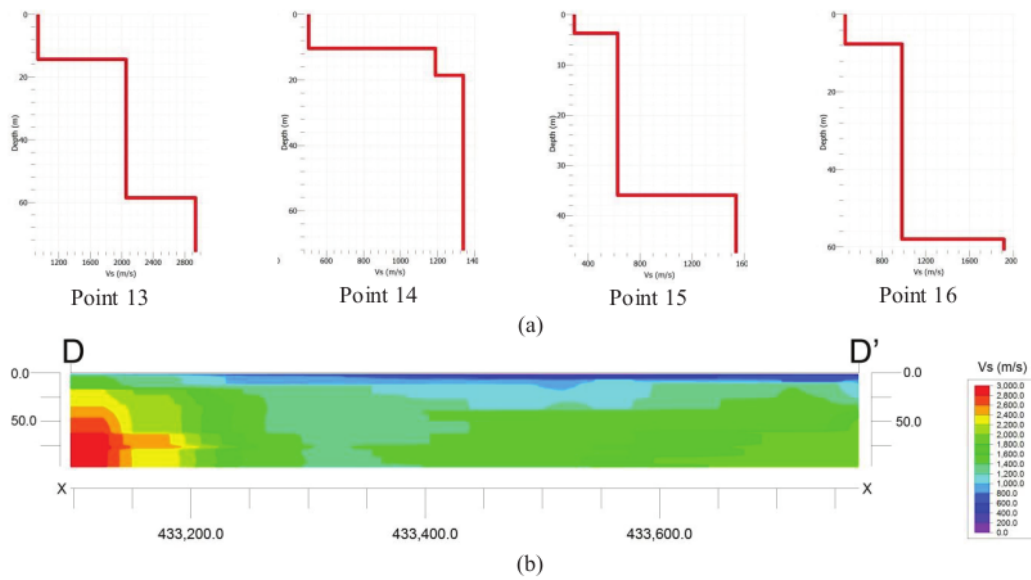 0
20
40
60
Depth (m)
1200 2000 2400 2800
Vs (m/s)
Point 13
0
20
40
60
Depth (m)
600 800 1000 1200 140
Vs (m/s)
Point 14
0
10
20
30
40
Depth (m)
400 800 1200 160
Vs (m/s)
Point 15
0
20
40
60
Depth (m)
800 1200 1600 200
Vs (m/s)
Point 16
(a)
D D’
0.0 0.0
50.0 50.0
X X
433,200.0 433,400.0 433,600.0
Vs (m/s)
3,000.0
2,800.0
2,600.0
2,400.0
2,200.0
2,000.0
1,800.0
1,600.0
1,400.0
1,200.0
1,000.0
800.0
600.0
400.0
200.0
0.0
(b)